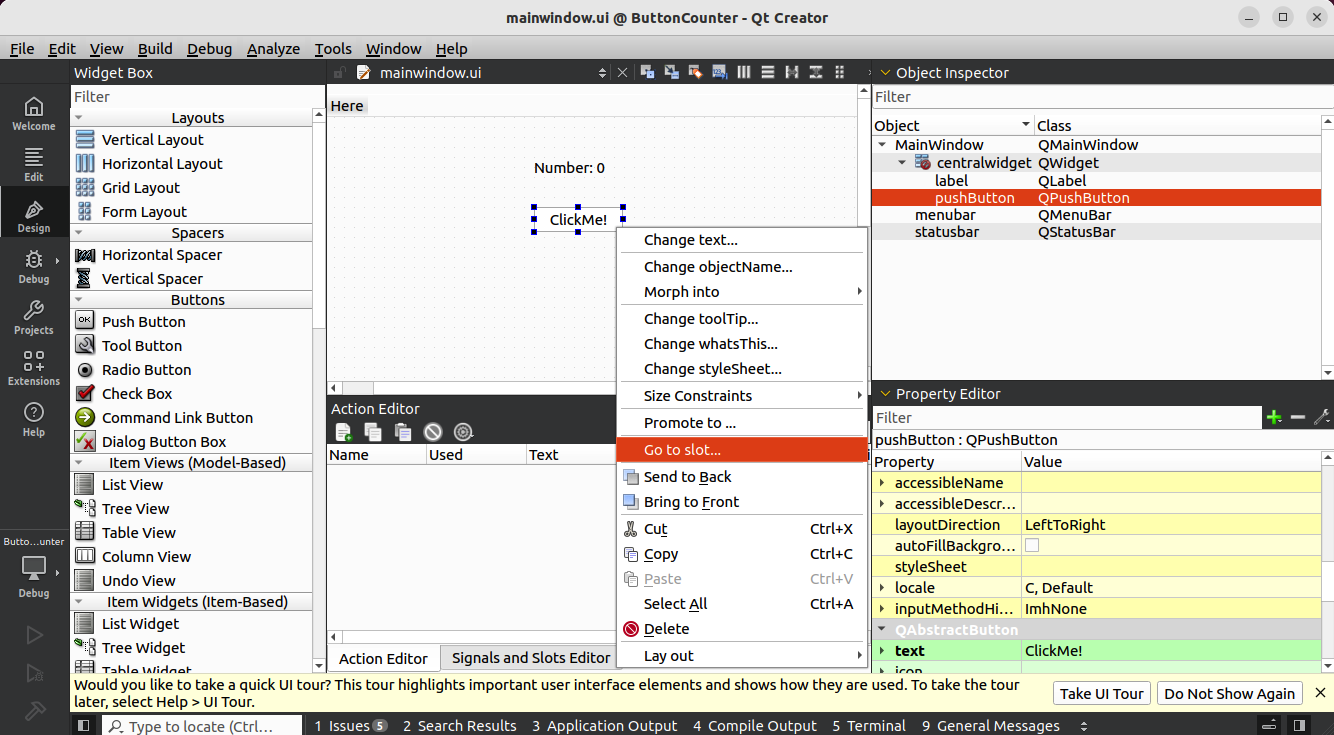 mainwindow.ui @ ButtonCounter - Qt Creator
File Edit View Build Debug Analyze Tools Window Help
Welcome
Edit
Design
Debug
Projects
Extensions
Help
Butto...unter
Debug
Widget Box
Filter
Layouts
Vertical Layout
Horizontal Layout
Grid Layout
Form Layout
Spacers
Horizontal Spacer
Vertical Spacer
Buttons
OK Push Button
Tool Button
Radio Button
Check Box
Command Link Button
Dialog Button Box
Item Views (Model-Based)
List View
Tree View
Table View
Column View
Undo View
Item Widgets (Item-Based)
List Widget
Tree Widget
Table Widget
mainwindow.ui
Here
Number: 0
ClickMe!
Change text...
Change objectName...
Morph into
Change toolTip...
Change whatsThis...
Change styleSheet...
Size Constraints
Promote to ...
Go to slot...
Send to Back
Bring to Front
Cut Ctrl+X
Copy Ctrl+C
Paste Ctrl+V
Select All Ctrl+A
Delete
Lay out
Action Editor
Name Used Text
Action Editor Signals and Slots Editor
Object Inspector
Filter
Object Class
MainWindow QMainWindow
centralwidget QWidget
label QLabel
pushButton QPushButton
menubar QMenuBar
statusbar QStatusBar
Property Editor
Filter
pushButton : QPushButton
Property Value
accessibleName
accessibleDescr...
layoutDirection LeftToRight
autoFillBackgro...
styleSheet
locale C, Default
inputMethodHi... ImhNone
QAbstractButton
text ClickMe!
icon
Would you like to take a quick UI tour? This tour highlights important user interface elements and shows how they are used. To take the tour
later, select Help > UI Tour.
Take UI Tour Do Not Show Again
Type to locate (Ctrl... 1 Issues 5 2 Search Results 3 Application Output 4 Compile Output 5 Terminal 9 General Messages